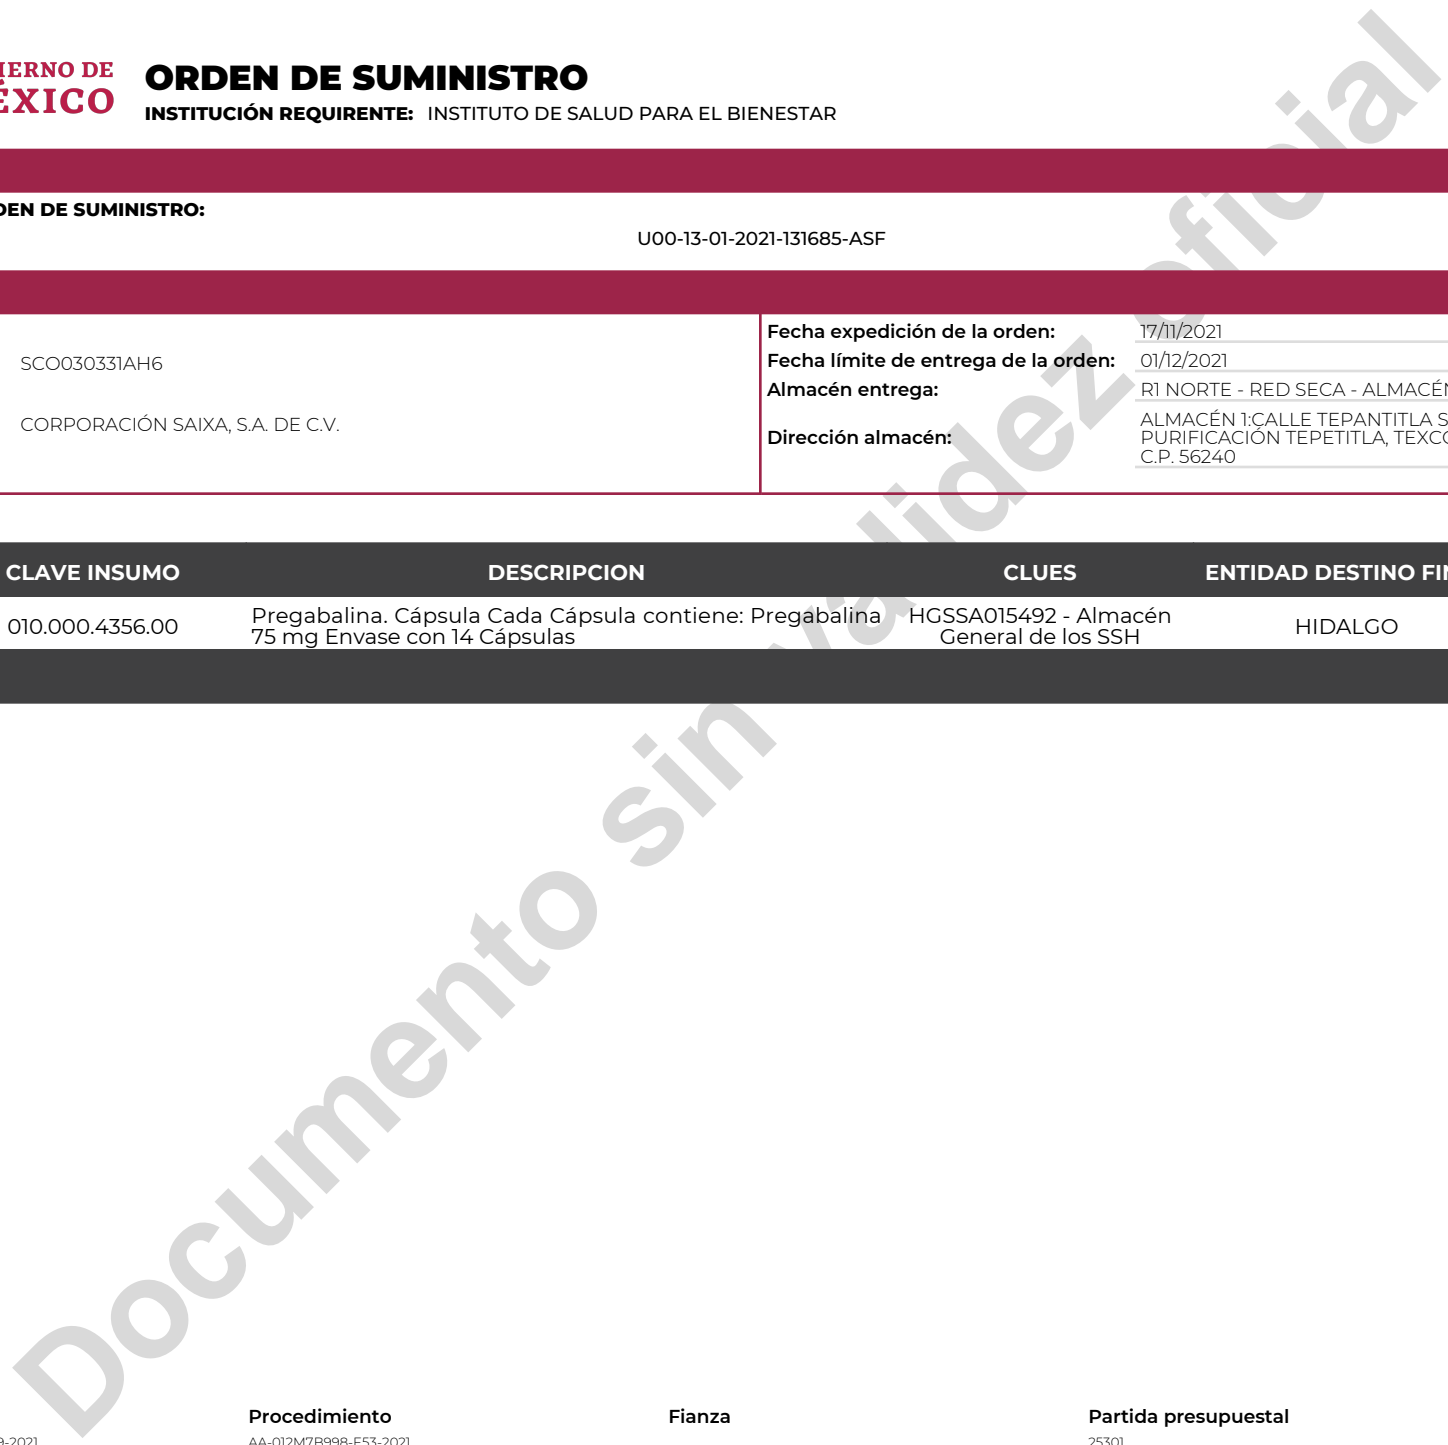 ORDEN DE SUMINISTRO
DE
INSTITUCIÓN REQUIRENTE: INSTITUTO DE SALUD PARA EL BIENESTAR
DE SUMINISTRO:
U00-13-01-2021-131685-ASF
SCO030331AH6
CORPORACIÓN SAIXA, S.A. DE C.V.
Fecha expedición de la orden: 17/11/2021
Fecha límite de entrega de la orden: 01/12/2021
Almacén entrega: R1 NORTE - RED SECA - ALMACÉN
Dirección almacén: ALMACÉN 1:CALLE TEPANTITLA
PURIFICACIÓN TEPETITLA,
C.P. 56240
CLAVE INSUMO DESCRIPCION CLUES ENTIDAD DESTINO
010.000.4356.00 Pregabalina. Cápsula Cada Cápsula contiene: Pregabalina
75 mg Envase con 14 Cápsulas
HGSSA015492 - Almacén
General de los SSH
HIDALGO
Documento sin validez oficial
Procedimiento Fianza Partida presupuestal
AA-012M7B998-E53-2021 25301